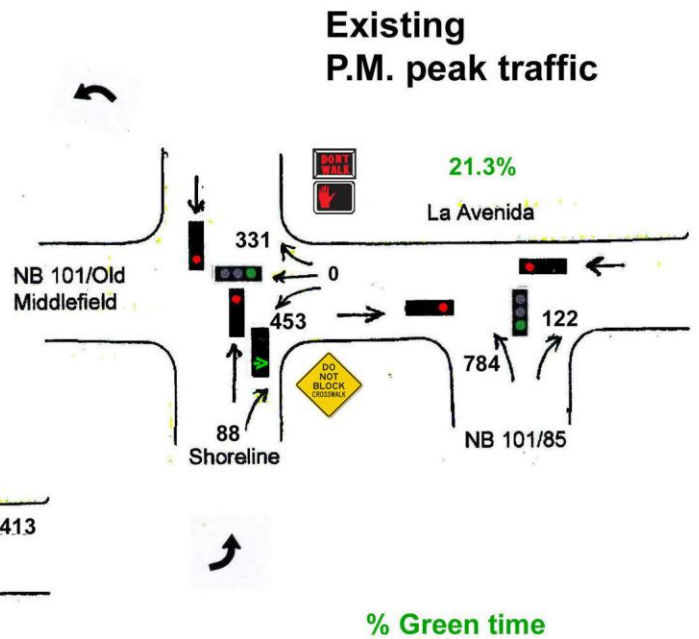 Existing
P.M. peak traffic
DONT
WALK
21.3%
La Avenida
331
NB 101/Old
Middlefield
0
453
122
784
DO
NOT
BLOCK
CROSSWALK
88
Shoreline
NB 101/85
413
% Green time